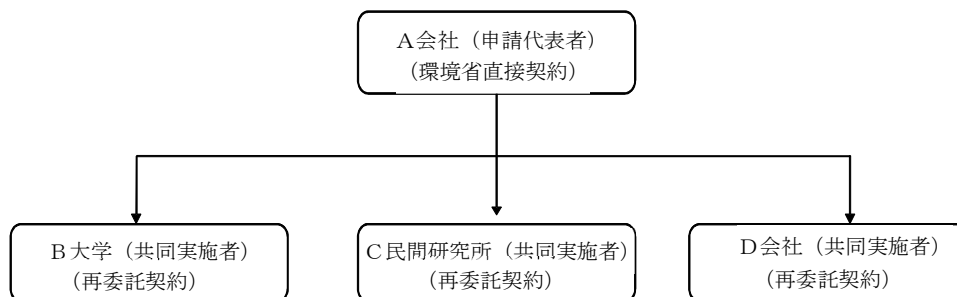 A会社（申請代表者）
（環境省直接契約）
B大学（共同実施者）
（再委託契約）
C民間研究所（共同実施者）
（再委託契約）
D会社（共同実施者）
（再委託契約）